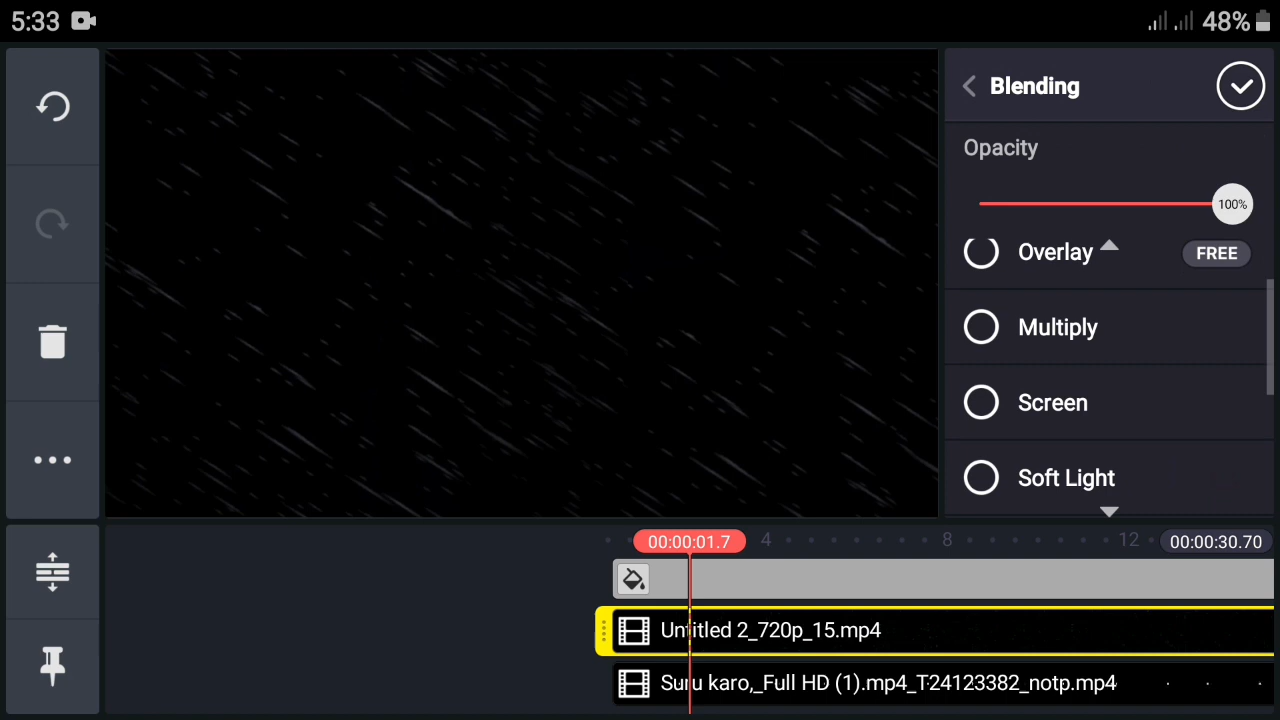 5:33
48%
Blending
Opacity
100%
Overlay
FREE
Multiply
Screen
Soft Light
00:00:01.7
4
8
12
00:00:30.70
Untitled 2_720p_15.mp4
Suru karo,_Full HD (1).mp4_T24123382_notp.mp4